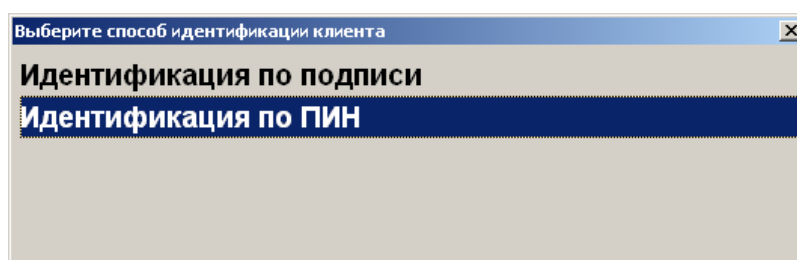 Выберите способ идентификации клиента
Идентификация по подписи
Идентификация по ПИН